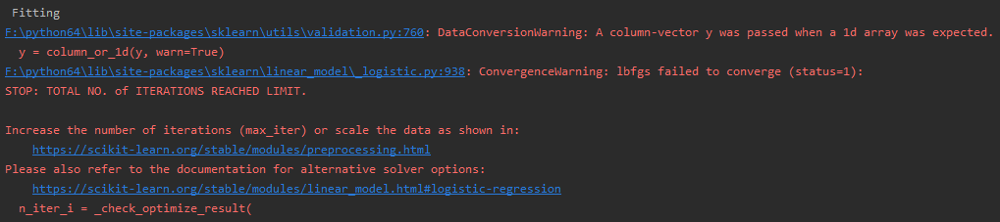 Fitting
F:\python64\lib\site-packages\sklearn\utils\validation.py:760: DataConversionWarning: A column-vector y was passed when a 1d array was expected.
y = column_or_1d(y, warn=True)
F:\python64\lib\site-packages\sklearn\linear_model\_logistic.py:938: ConvergenceWarning: lbfgs failed to converge (status=1):
STOP: TOTAL NO. of ITERATIONS REACHED LIMIT.
Increase the number of iterations (max_iter) or scale the data as shown in:
https://scikit-learn.org/stable/modules/preprocessing.html
Please also refer to the documentation for alternative solver options:
https://scikit-learn.org/stable/modules/linear_model.html#logistic-regression
n_iter_i = _check_optimize_result(